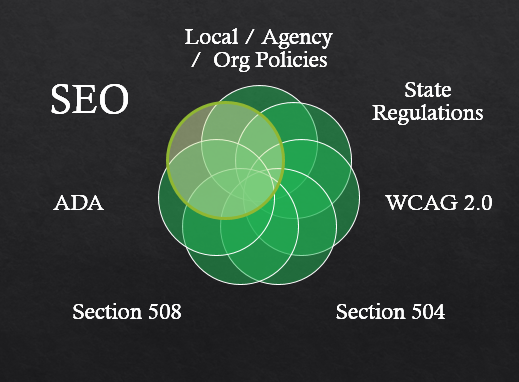 Local / Agency
/ Org Policies
SEO
State
Regulations
ADA
WCAG 2.0
Section 508
Section 504